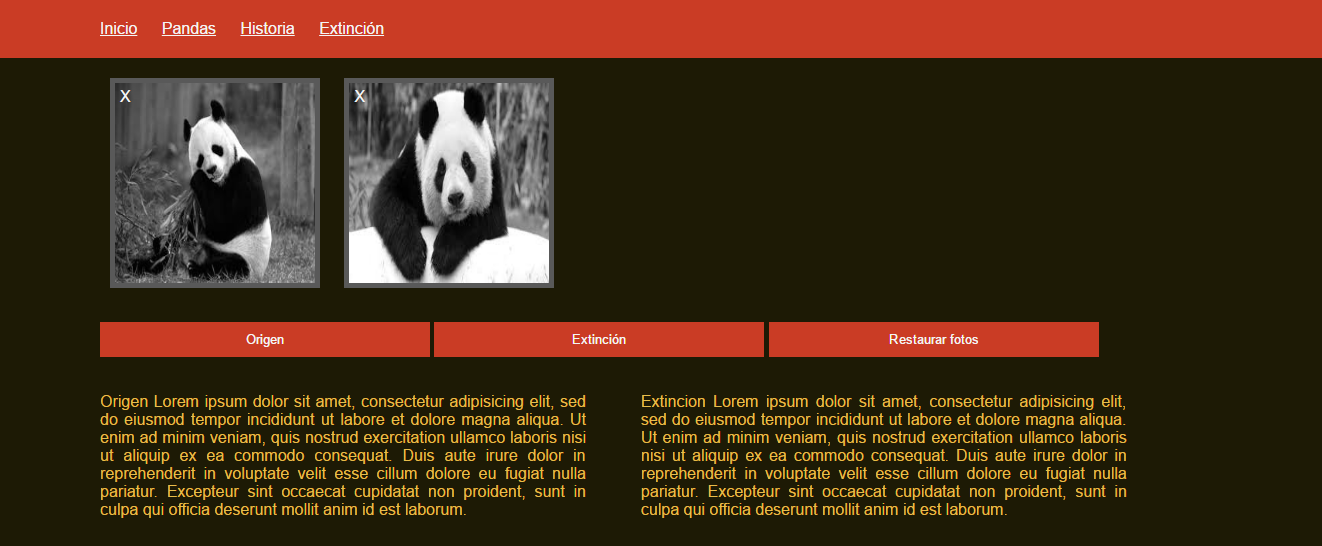 Inicio Pandas Historia Extinción
X X
Origen Extinción Restaurar fotos
Origen Lorem ipsum dolor sit amet, consectetur adipisicing elit, sed
do eiusmod tempor incididunt ut labore et dolore magna aliqua. Ut
enim ad minim veniam, quis nostrud exercitation ullamco laboris nisi
ut aliquip ex ea commodo consequat. Duis aute irure dolor in
reprehenderit in voluptate velit esse cillum dolore eu fugiat nulla
pariatur. Excepteur sint occaecat cupidatat non proident, sunt in
culpa qui officia deserunt mollit anim id est laborum.
Extincion Lorem ipsum dolor sit amet, consectetur adipisicing elit,
sed do eiusmod tempor incididunt ut labore et dolore magna aliqua.
Ut enim ad minim veniam, quis nostrud exercitation ullamco laboris
nisi ut aliquip ex ea commodo consequat. Duis aute irure dolor in
reprehenderit in voluptate velit esse cillum dolore eu fugiat nulla
pariatur. Excepteur sint occaecat cupidatat non proident, sunt in
culpa qui officia deserunt mollit anim id est laborum.